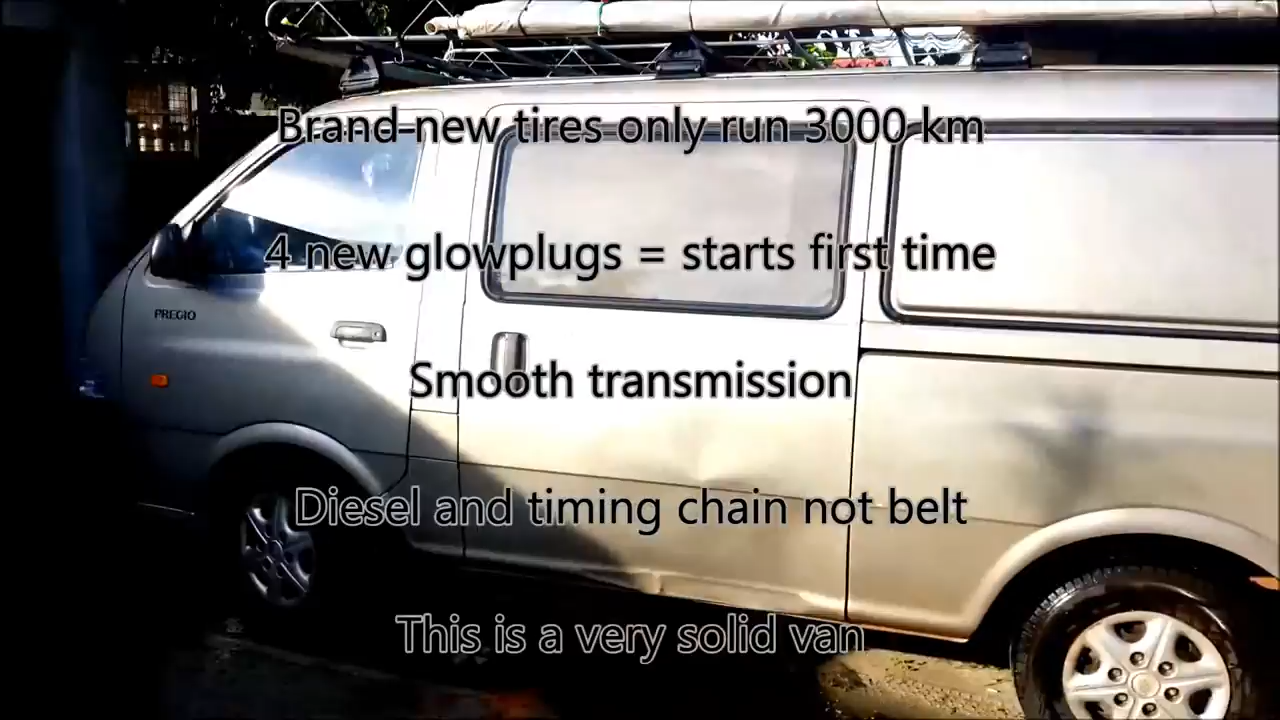 Brand new tires only run 3000 km
4 new glowplugs = starts first time
PREGIO
Smooth transmission
Diesel and timing chain not belt
This is a very solid van